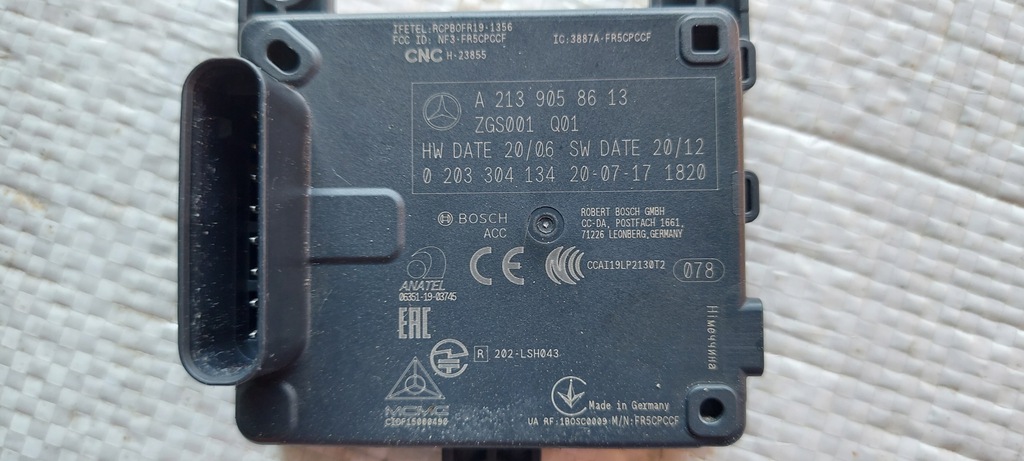 IFETEL:RCPBOFR19-1356
FCC ID: NF3-FR5CPCCF
IC:3887A-FR5CPCCF
CNC H-23855
A 213 905 86 13
ZGS001 Q01
HW DATE 20/06 SW DATE 20/12
0 203 304 134 20-07-17 1820
BOSCH
ACC
ROBERT BOSCH GMBH
CC-DA, POSTFACH 1661,
71226 LEONBERG,GERMANY
CE
CCAI19LP2130T2
078
ANATEL
06351-19-03745
EAC
R 202-LSH043
Німеччина
MCMC
CIDF15000490
Made in Germany
UA RF:1BOSC0009 M/N:FR5CPCCF